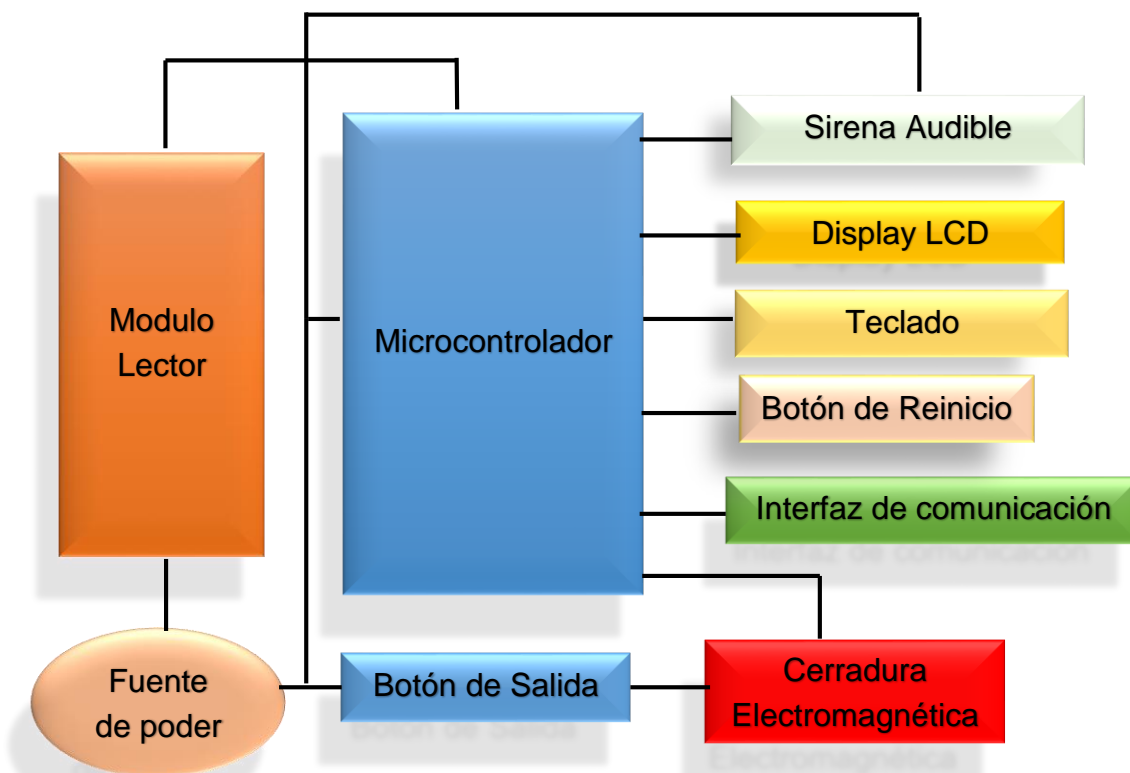 Sirena Audible
Display LCD
Modulo
Lector
Microcontrolador
Teclado
Botón de Reinicio
Interfaz de comunicación
Fuente
de poder
Botón de Salida
Cerradura
Electromagnética